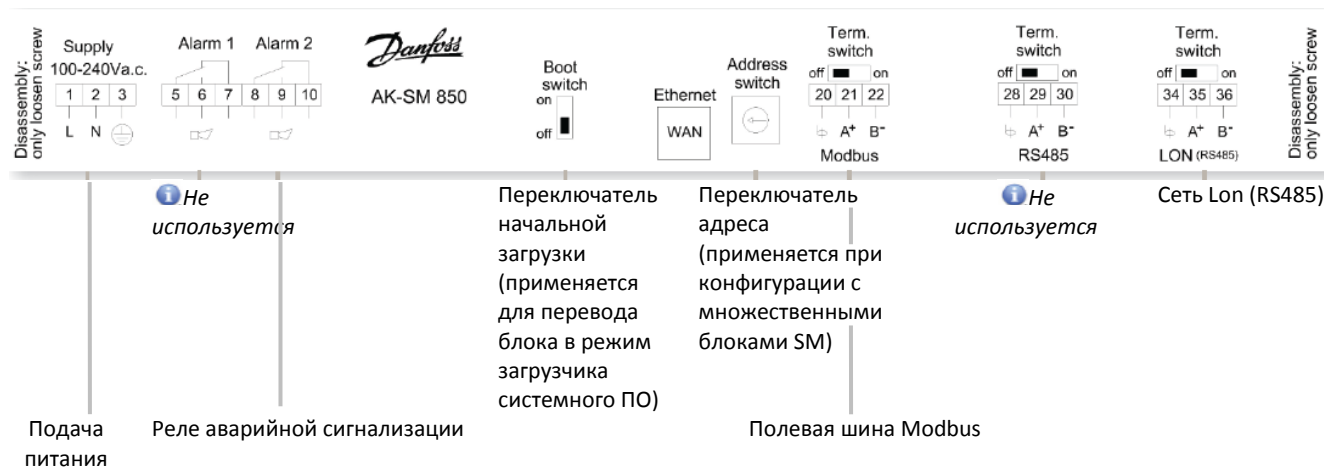 Disassembly:
only loosen screw
Supply
100-240Va.c.
1 2 3
L N
Alarm 1 Alarm 2
5 6 7 8 9 10
Danfoss
AK-SM 850
Boot
switch
on
off
Ethernet
WAN
Address
switch
Term.
switch
off on
20 21 22
A+ B-
Modbus
Term.
switch
off on
28 29 30
A+ B-
RS485
Term.
switch
off on
34 35 36
A+ B-
LON (RS485)
Disassembly:
only loosen screw
Не
используется
Переключатель
начальной
загрузки
(применяется
для перевода
блока в режим
загрузчика
системного ПО)
Переключатель
адреса
(применяется при
конфигурации с
множественными
блоками SM)
Не
используется
Сеть Lon (RS485)
Подача
питания
Реле аварийной сигнализации
Полевая шина Modbus